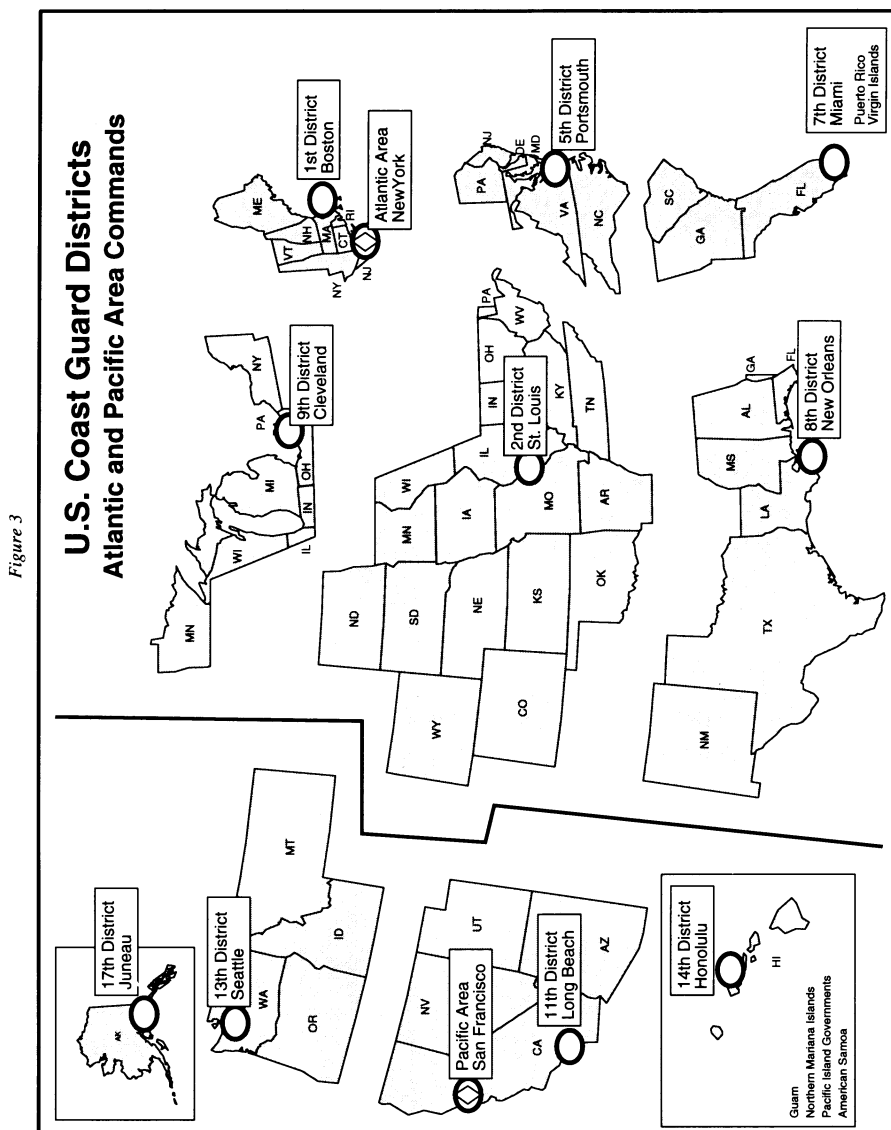 Figure 3
U.S. Coast Guard Districts
Atlantic and Pacific Area Commands
17th District
Juneau
AK
13th District
Seattle
WA
MT
OR
ID
Pacific Area
San Francisco
NV
UT
CA
AZ
11th District
Long Beach
14th District
Honolulu
HI
Guam
Northern Mariana Islands
Pacific Island Governments
American Samoa
MN
WI
MI
IL
IN
OH
PA
NY
9th District
Cleveland
ND
MN
WI
SD
WY
IA
NE
IL
IN
OH
PA
WV
2nd District
St. Louis
CO
KS
MO
KY
OK
AR
TN
NM
TX
LA
MS
AL
GA
FL
8th District
New Orleans
ME
VT
NH
MA
NY
CT
RI
NJ
1st District
Boston
Atlantic Area
NewYork
PA
NJ
DE
MD
VA
NC
5th District
Portsmouth
SC
GA
FL
7th District
Miami
Puerto Rico
Virgin Islands